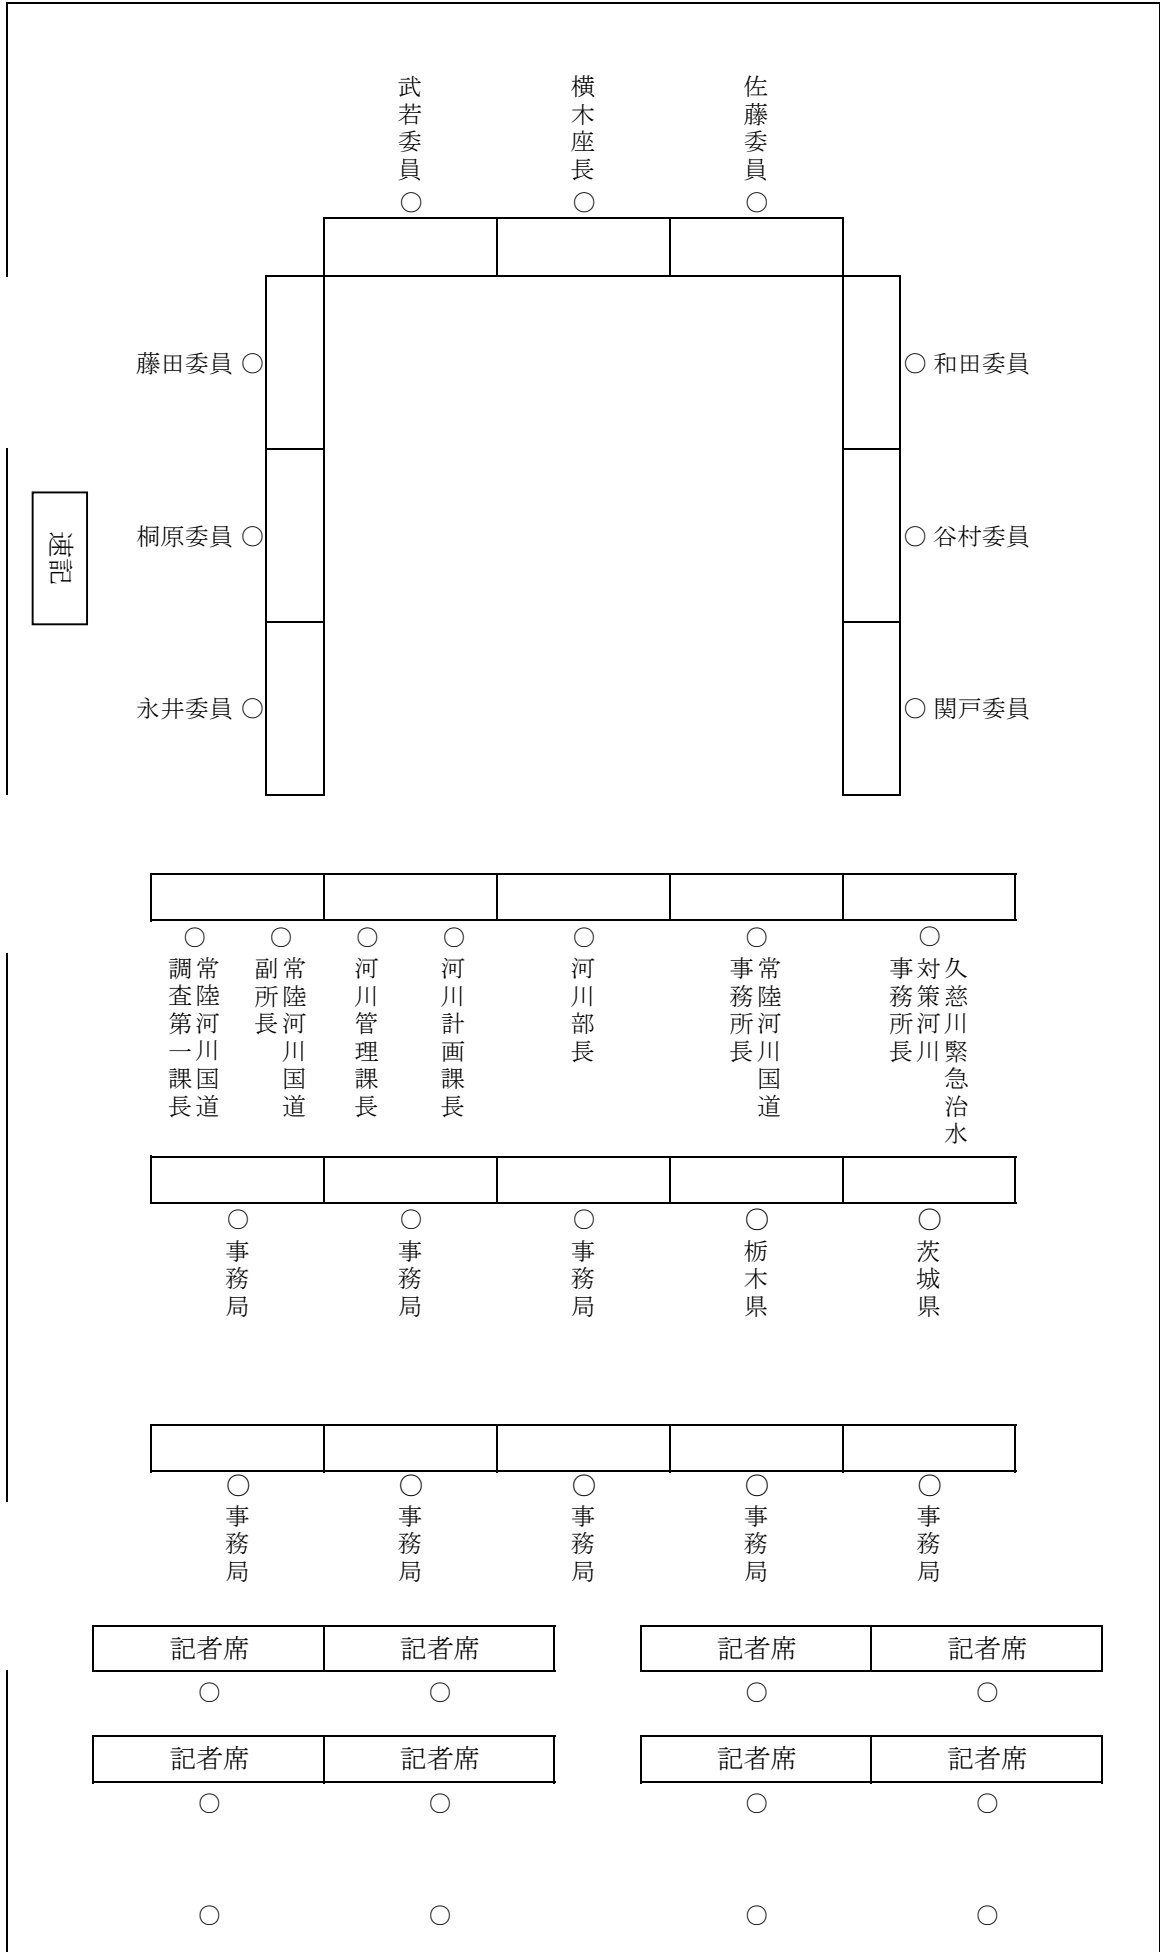 武若委員
横木座長
佐藤委員
藤田委員
和田委員
桐原委員
谷村委員
速記
永井委員
関戸委員
常陸河川国道
調査第一課長
常陸河川国道
副所長
河川管理課長
河川計画課長
河川部長
常陸河川国道
事務所長
久慈川緊急治水
対策河川
事務所長
事務局
事務局
事務局
栃木県
茨城県
事務局
事務局
事務局
事務局
事務局
記者席
記者席
記者席
記者席
記者席
記者席
記者席
記者席